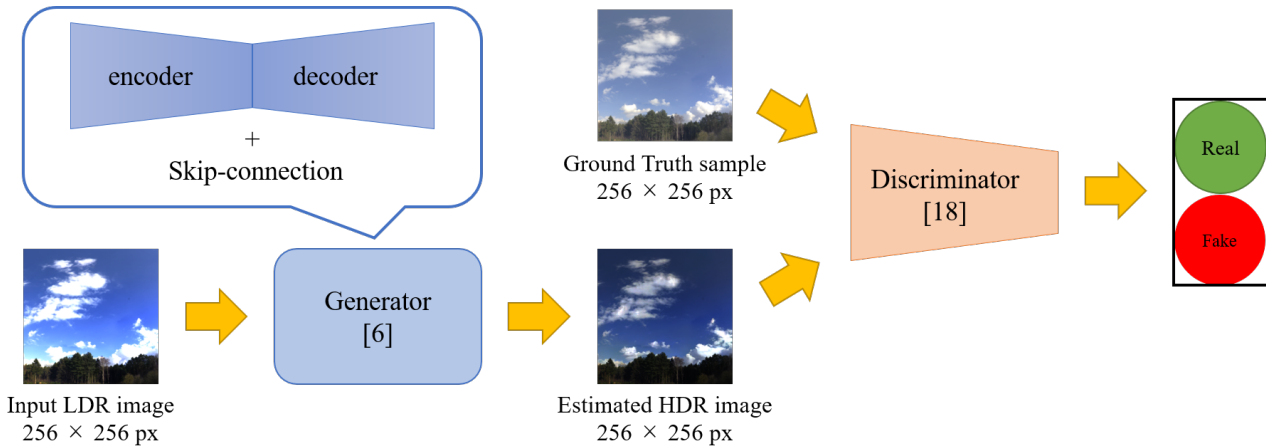 encoder
decoder
+
Skip-connection
Ground Truth sample
256 × 256 px
Discriminator
[18]
Real
Fake
Generator
[6]
Input LDR image
256 × 256 px
Estimated HDR image
256 × 256 px